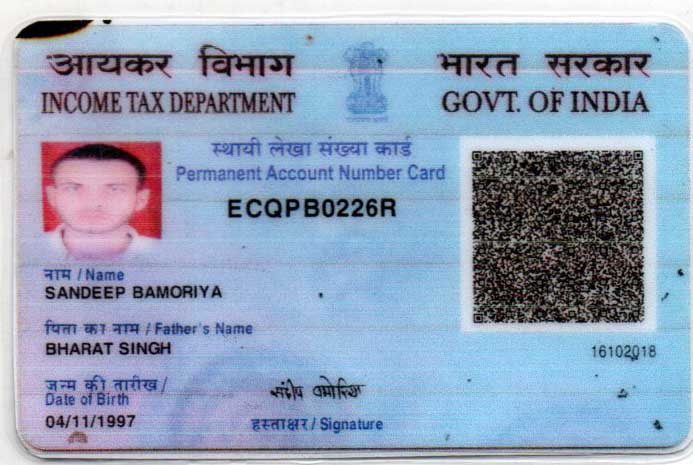 आयकर विभाग
INCOME TAX DEPARTMENT
भारत सरकार
GOVT. OF INDIA
स्थायी लेखा संख्या कार्ड
Permanent Account Number Card
ECQPB0226R
नाम / Name
SANDEEP BAMORIYA
पिता का नाम / Father's Name
BHARAT SINGH
16102018
जन्म की तारीख /
Date of Birth
04/11/1997
संदीप बमोरिया
हस्ताक्षर / Signature